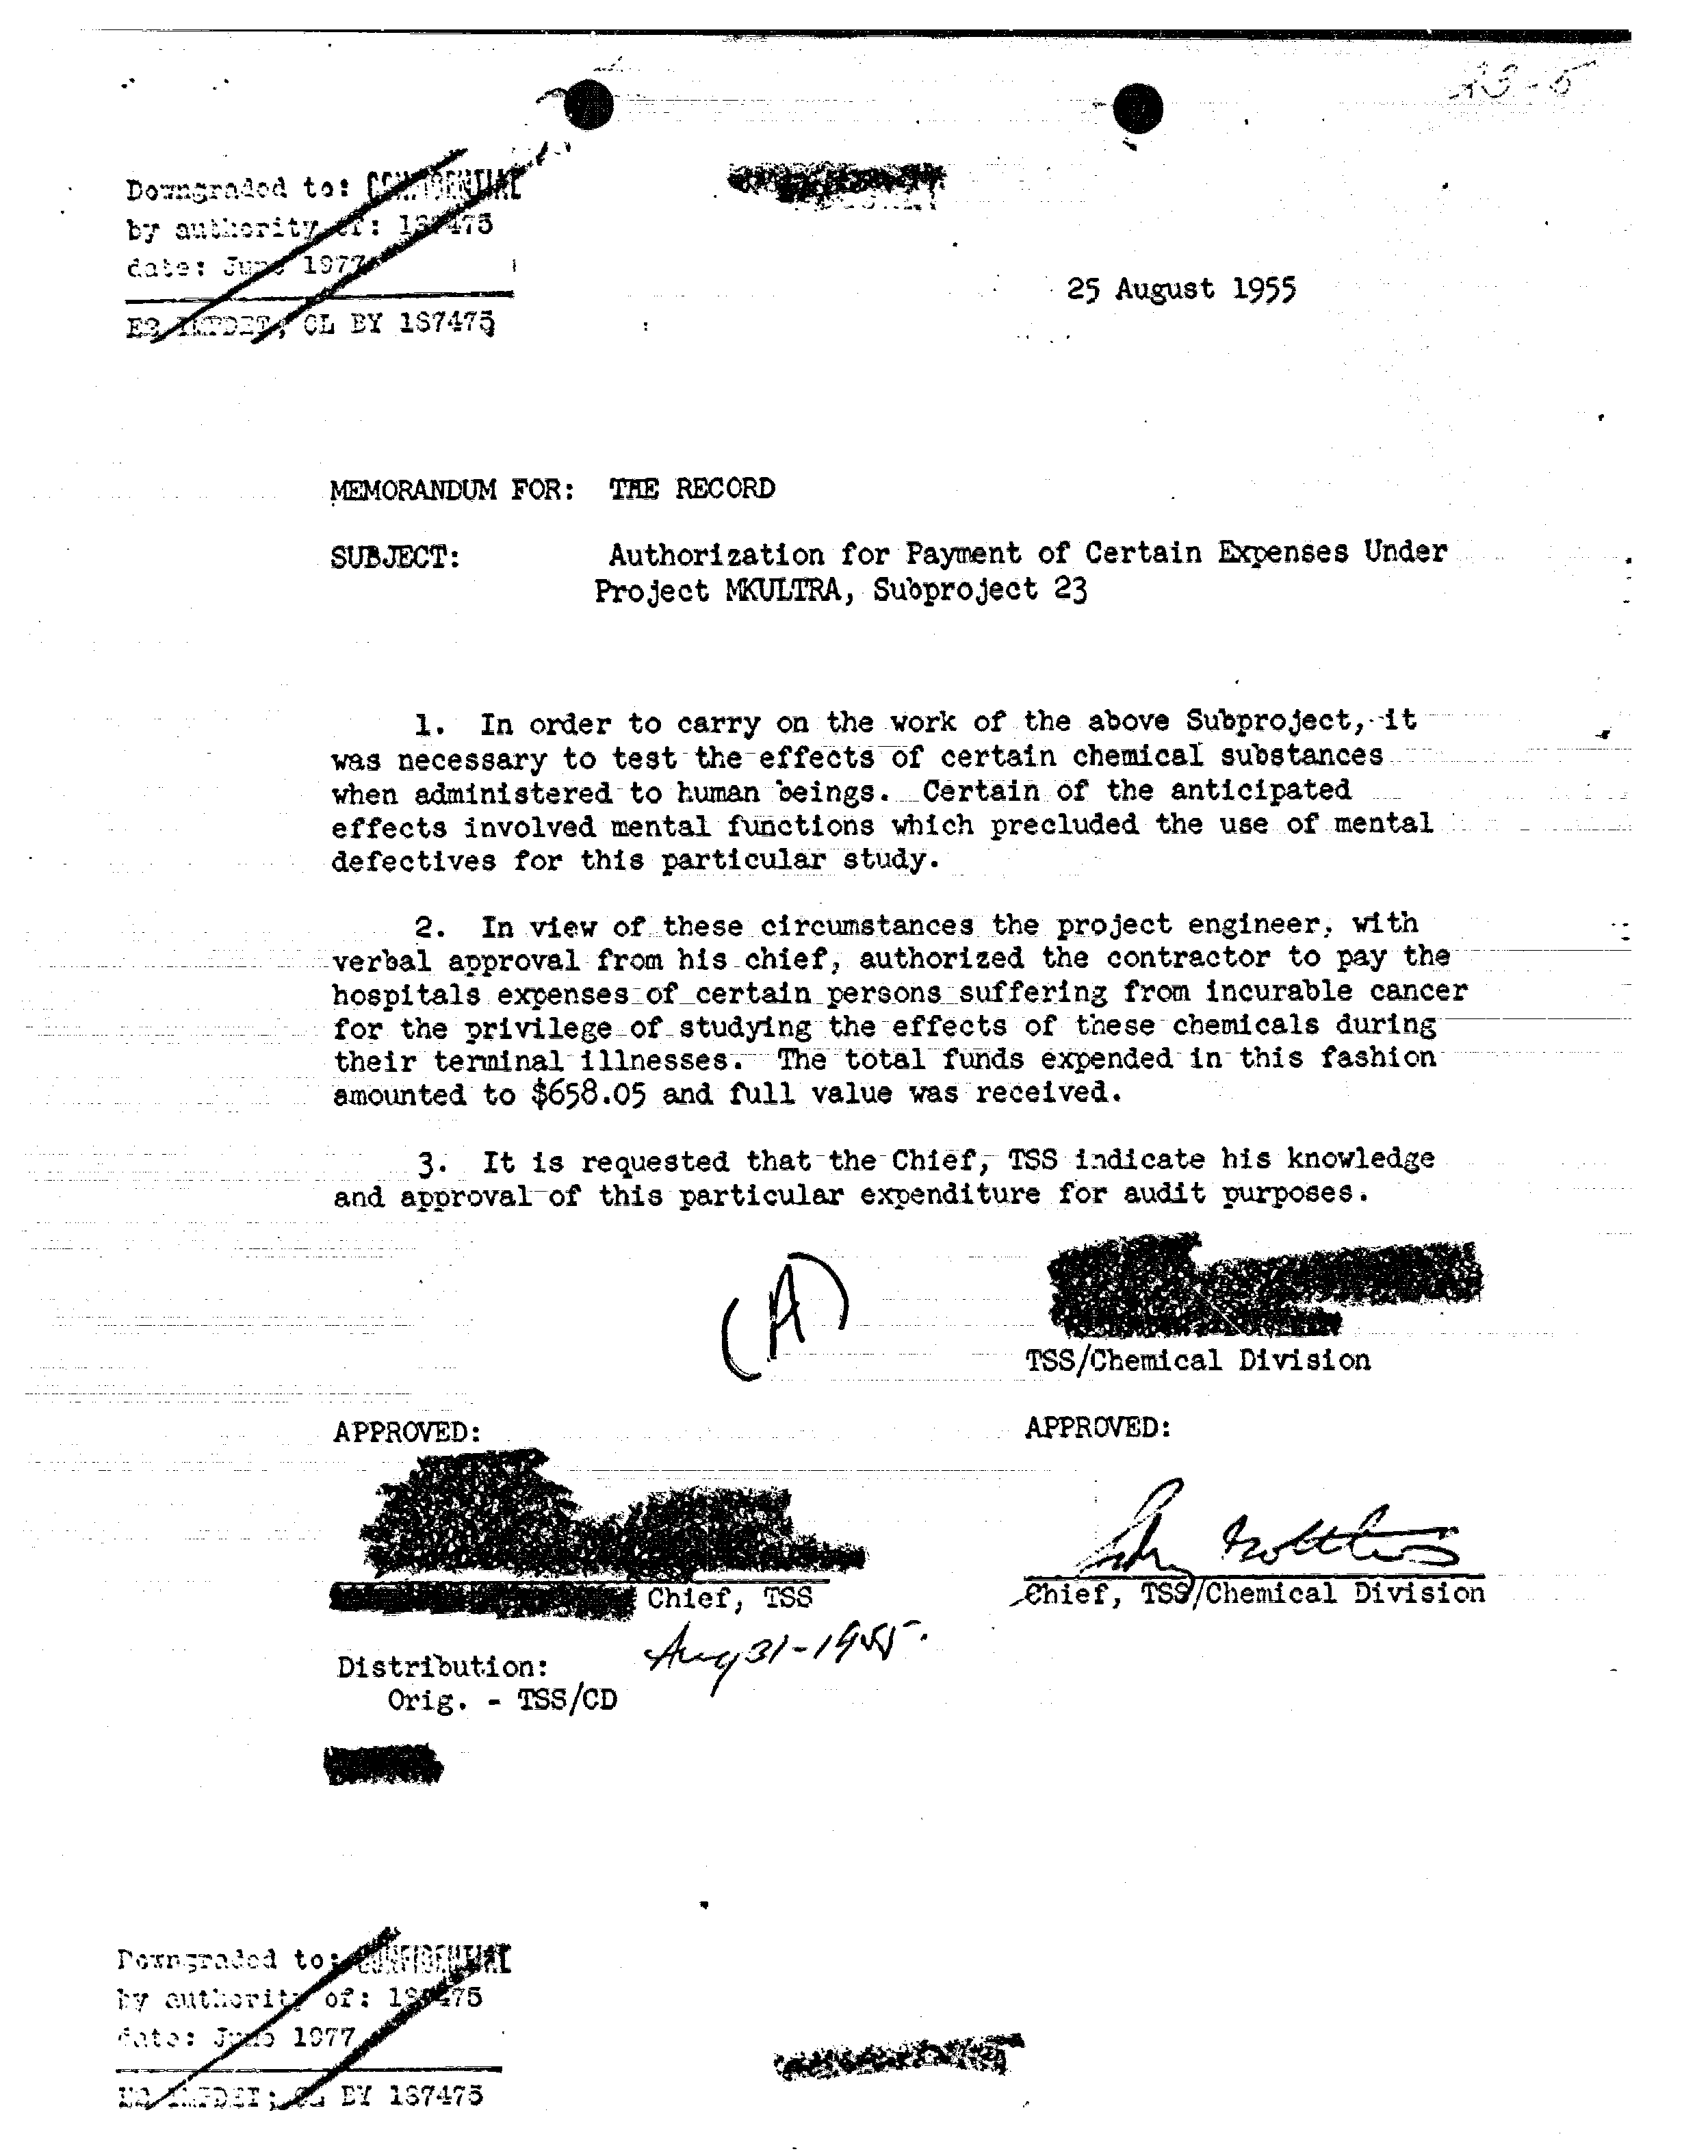 23-5
Downgraded to: CONFIDENTIAL
by authority of: 187475
date: June 1977
E2 IMPDET; CL BY 187475
25 August 1955
MEMORANDUM FOR: THE RECORD
SUBJECT: Authorization for Payment of Certain Expenses Under
Project MKULTRA, Subproject 23
1. In order to carry on the work of the above Subproject, it
was necessary to test the effects of certain chemical substances
when administered to human beings. Certain of the anticipated
effects involved mental functions which precluded the use of mental
defectives for this particular study.
2. In view of these circumstances the project engineer, with
verbal approval from his chief, authorized the contractor to pay the
hospitals expenses of certain persons suffering from incurable cancer
for the privilege of studying the effects of these chemicals during
their terminal illnesses. The total funds expended in this fashion
amounted to $658.05 and full value was received.
3. It is requested that the Chief, TSS indicate his knowledge
and approval of this particular expenditure for audit purposes.
(A)
TSS/Chemical Division
APPROVED: APPROVED:
Chief, TSS Chief, TSS/Chemical Division
Aug 31-1955.
Distribution:
Orig. - TSS/CD
Downgraded to: CONFIDENTIAL
by authority of: 187475
date: June 1977
E2 IMPDET; CL BY 187475